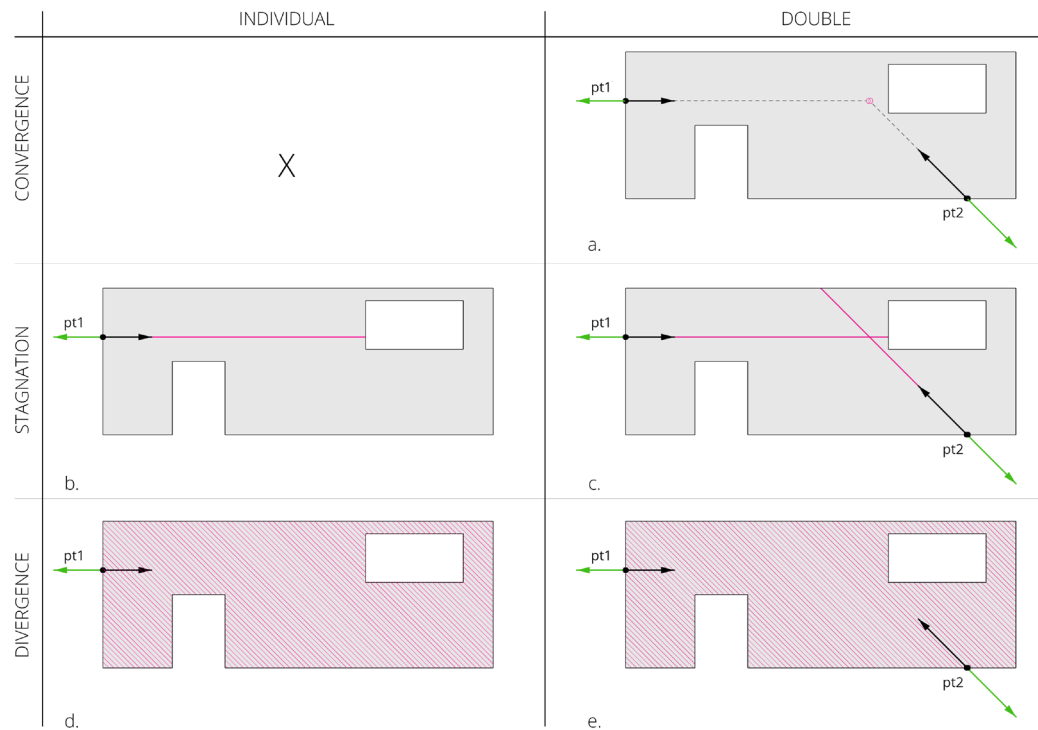 INDIVIDUAL
DOUBLE
CONVERGENCE
X
pt1
pt2
a.
STAGNATION
pt1
b.
pt1
pt2
c.
DIVERGENCE
pt1
d.
pt1
pt2
e.